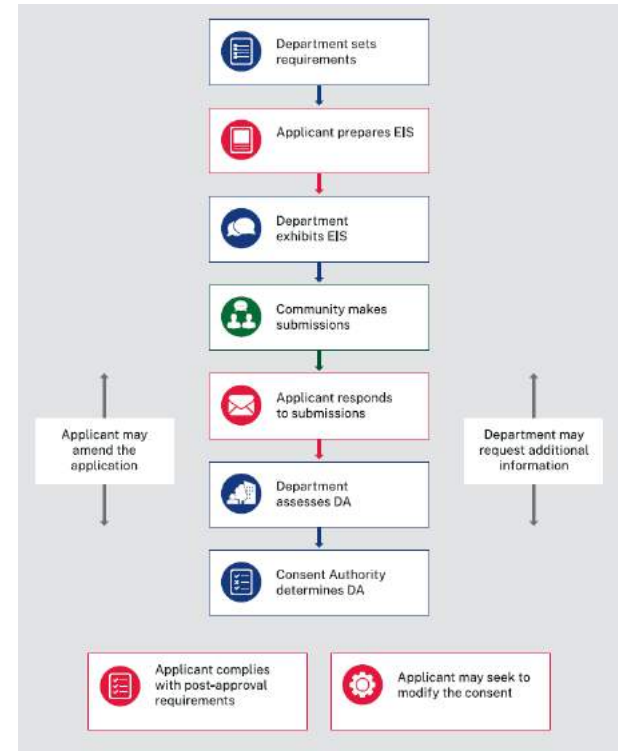 Department sets
requirements
Applicant prepares EIS
Department
exhibits EIS
Community makes
submissions
Applicant responds
to submissions
Applicant may
amend the
application
Department may
request additional
information
Department
assesses DA
Consent Authority
determines DA
Applicant complies
with post-approval
requirements
Applicant may seek to
modify the consent